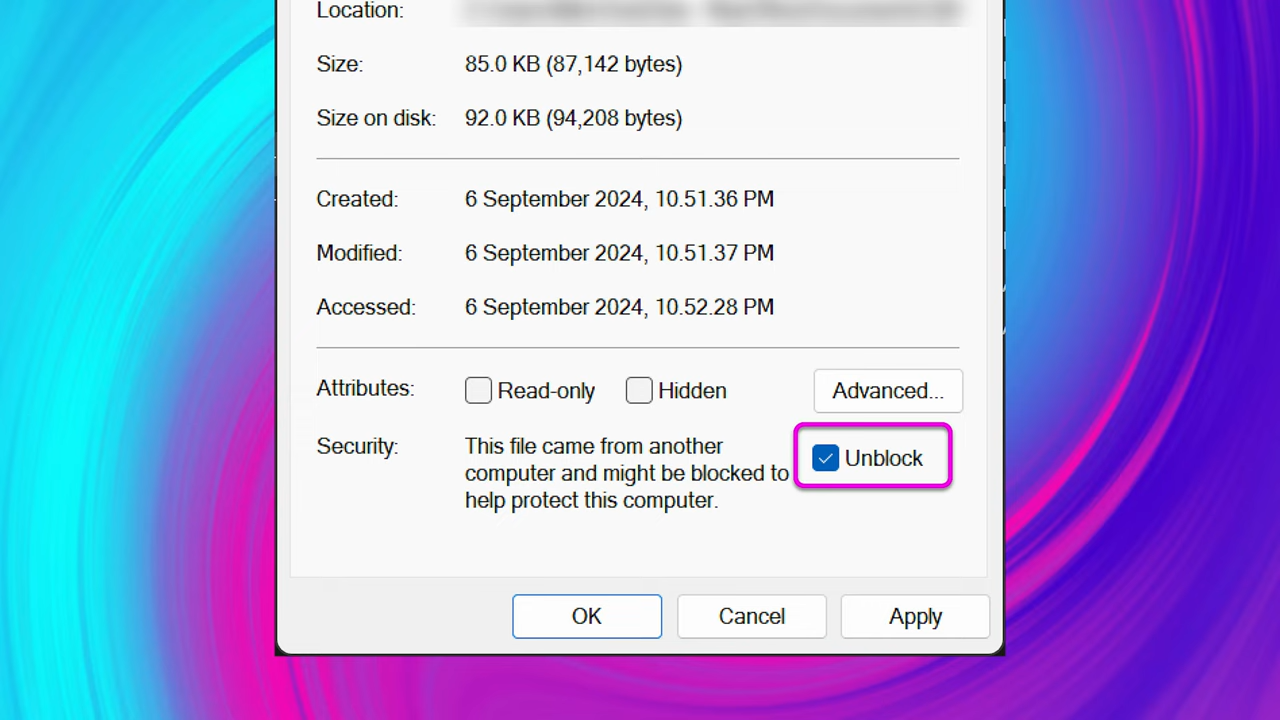 Location:
Size: 85.0 KB (87,142 bytes)
Size on disk: 92.0 KB (94,208 bytes)
Created: 6 September 2024, 10.51.36 PM
Modified: 6 September 2024, 10.51.37 PM
Accessed: 6 September 2024, 10.52.28 PM
Attributes: Read-only Hidden Advanced...
Security: This file came from another
computer and might be blocked to
help protect this computer.
Unblock
OK Cancel Apply